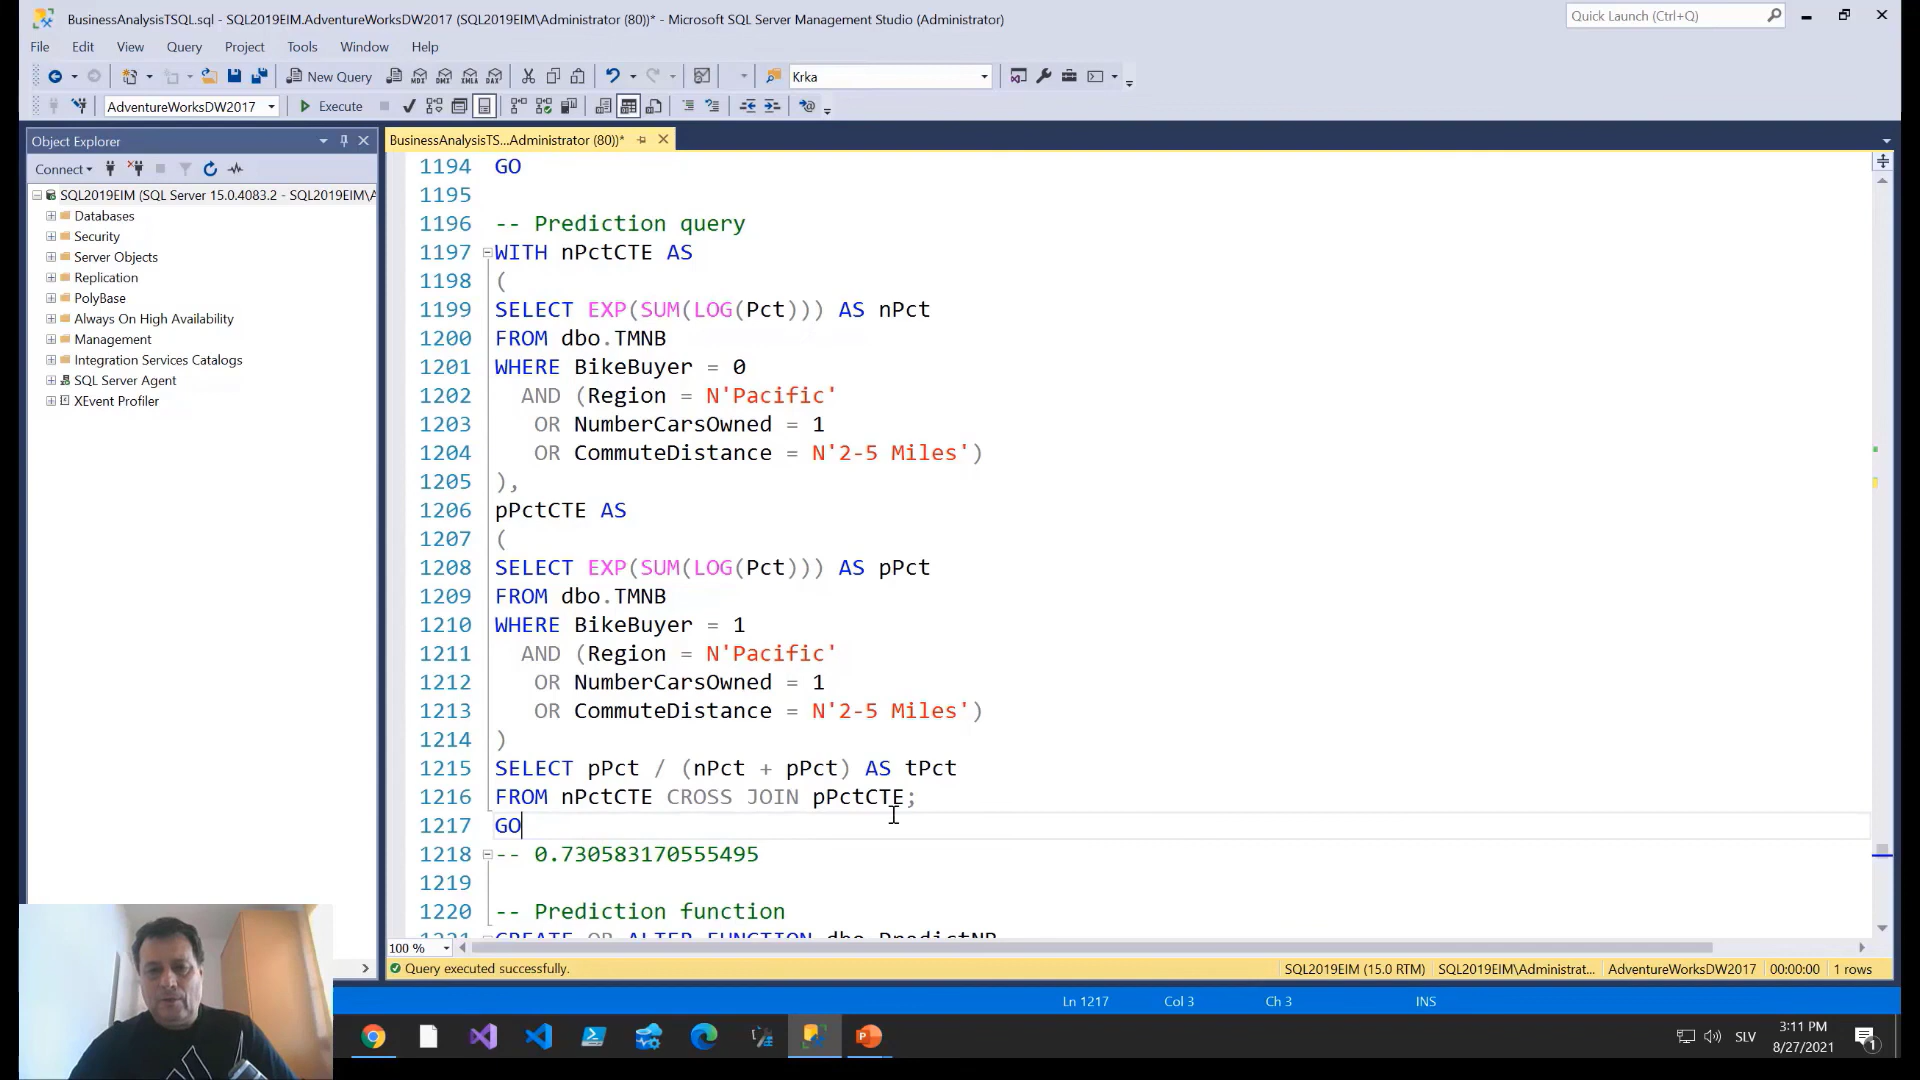 BusinessAnalysisTSQL.sql - SQL2019EIM.AdventureWorksDW2017 (SQL2019EIM\Administrator (80))* - Microsoft SQL Server Management Studio (Administrator)
Quick Launch (Ctrl+Q)
File Edit View Query Project Tools Window Help
New Query
MDX DMX XMLA DAX
Krka
AdventureWorksDW2017
Execute
Object Explorer
Connect
SQL2019EIM (SQL Server 15.0.4083.2 - SQL2019EIM\A
Databases
Security
Server Objects
Replication
PolyBase
Always On High Availability
Management
Integration Services Catalogs
SQL Server Agent
XEvent Profiler
BusinessAnalysisTS...Administrator (80))*
1194 GO
1195
1196 -- Prediction query
1197 WITH nPctCTE AS
1198 (
1199 SELECT EXP(SUM(LOG(Pct))) AS nPct
1200 FROM dbo.TMNB
1201 WHERE BikeBuyer = 0
1202 AND (Region = N'Pacific'
1203 OR NumberCarsOwned = 1
1204 OR CommuteDistance = N'2-5 Miles')
1205 ),
1206 pPctCTE AS
1207 (
1208 SELECT EXP(SUM(LOG(Pct))) AS pPct
1209 FROM dbo.TMNB
1210 WHERE BikeBuyer = 1
1211 AND (Region = N'Pacific'
1212 OR NumberCarsOwned = 1
1213 OR CommuteDistance = N'2-5 Miles')
1214 )
1215 SELECT pPct / (nPct + pPct) AS tPct
1216 FROM nPctCTE CROSS JOIN pPctCTE;
1217 GO
1218 -- 0.730583170555495
1219
1220 -- Prediction function
1221 CREATE OR ALTER FUNCTION dbo.PredictNB
100 %
Query executed successfully.
SQL2019EIM (15.0 RTM) SQL2019EIM\Administrat... AdventureWorksDW2017 00:00:00 1 rows
Ln 1217 Col 3 Ch 3 INS
SLV
3:11 PM
8/27/2021
1